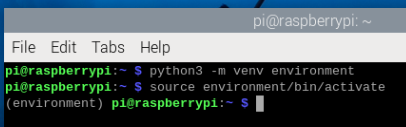 pi@raspberrypi: ~
File Edit Tabs Help
pi@raspberrypi:~ $ python3 -m venv environment
pi@raspberrypi:~ $ source environment/bin/activate
(environment) pi@raspberrypi:~ $